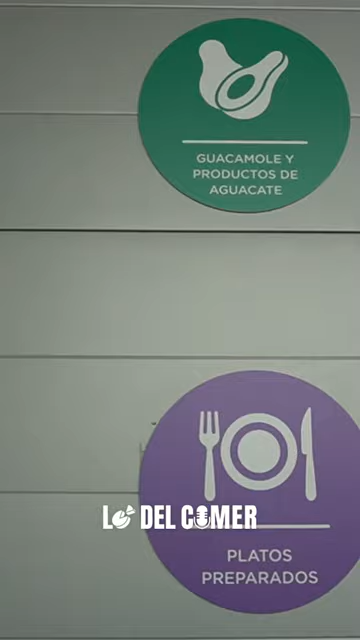 GUACAMOLE Y
PRODUCTOS DE
AGUACATE
LO DEL COMER
PLATOS
PREPARADOS